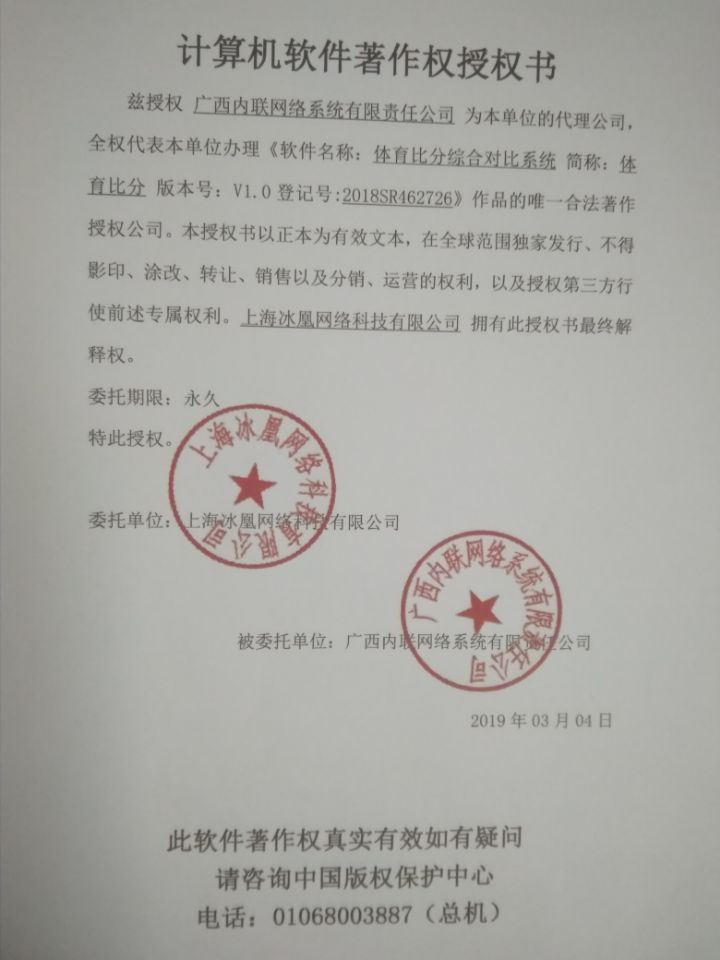 计算机软件著作权授权书
兹授权 广西内联网络系统有限责任公司 为本单位的代理公司，
全权代表本单位办理《软件名称：体育比分综合对比系统 简称：体
育比分 版本号：V1.0 登记号:2018SR462726》作品的唯一合法著作
授权公司。本授权书以正本为有效文本，在全球范围独家发行、不得
影印、涂改、转让、销售以及分销、运营的权利，以及授权第三方行
使前述专属权利。上海冰凰网络科技有限公司 拥有此授权书最终解
释权。
委托期限：永久
特此授权。
上海冰凰网络科技有限公司
委托单位：上海冰凰网络科技有限公司
广西内联网络系统有限责任公司
被委托单位：广西内联网络系统有限责任公司
2019年03月04日
此软件著作权真实有效如有疑问
请咨询中国版权保护中心
电话：01068003887（总机）